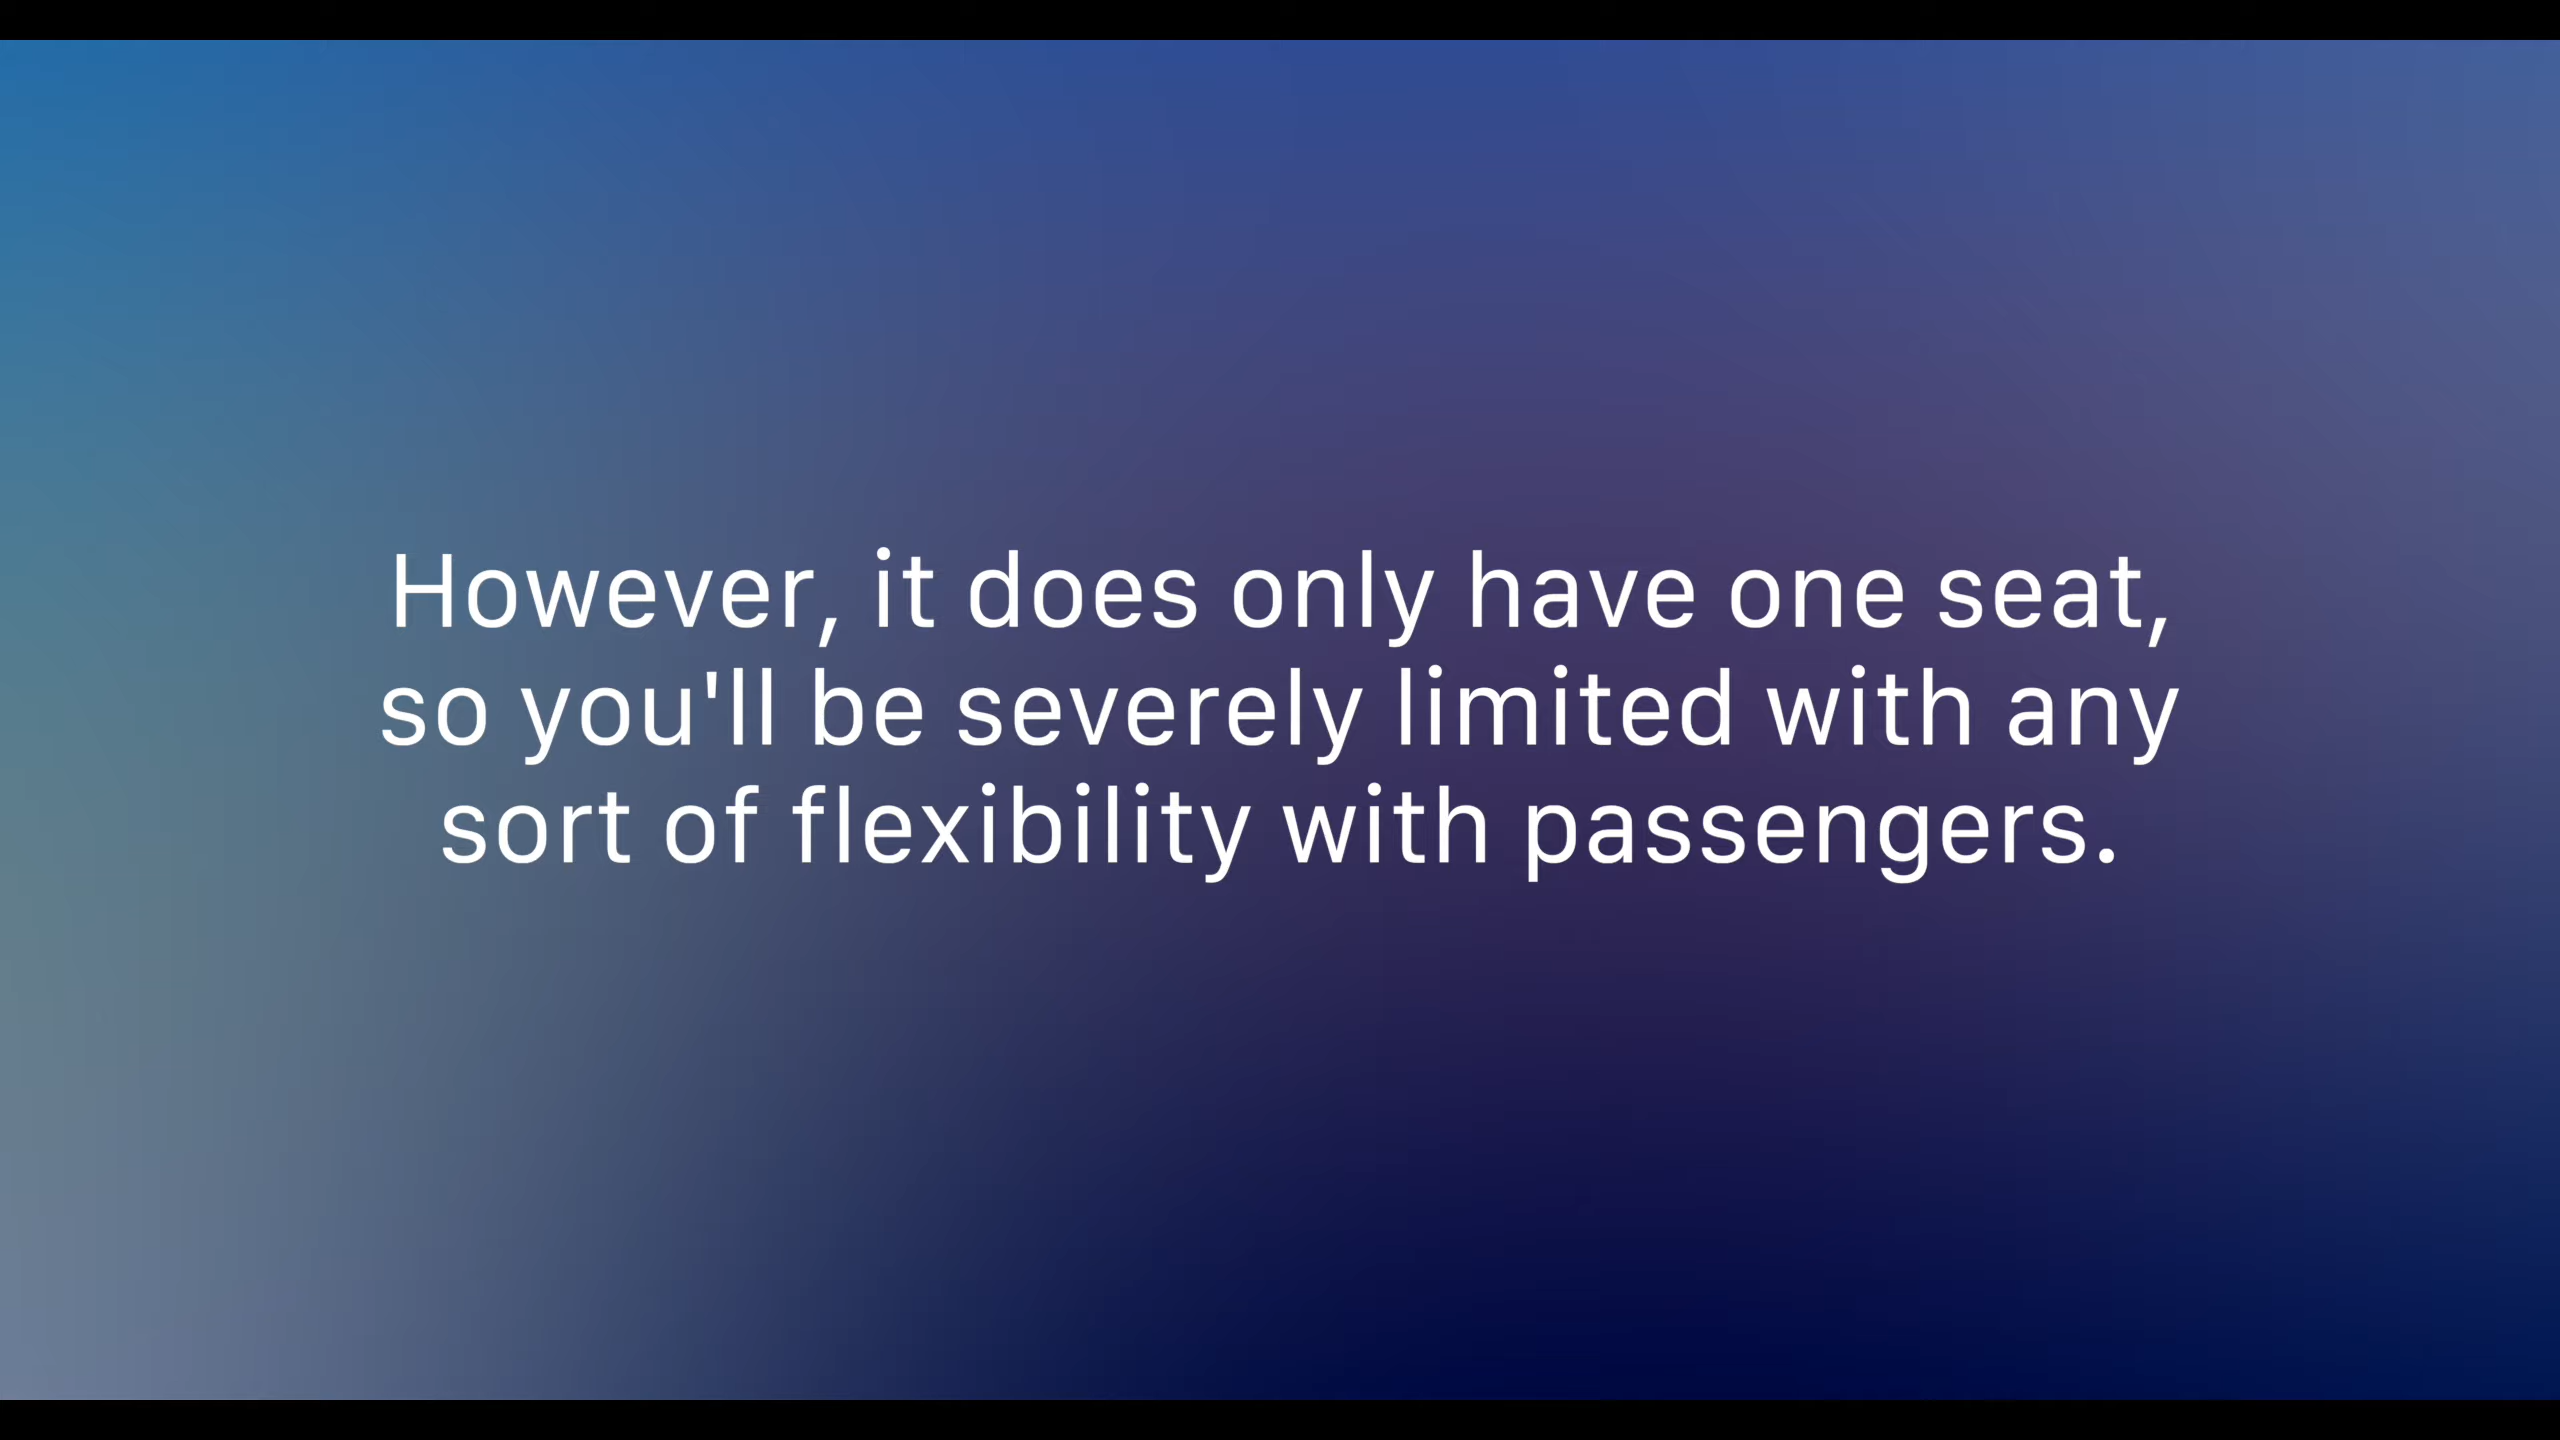 However, it does only have one seat,
so you'll be severely limited with any
sort of flexibility with passengers.